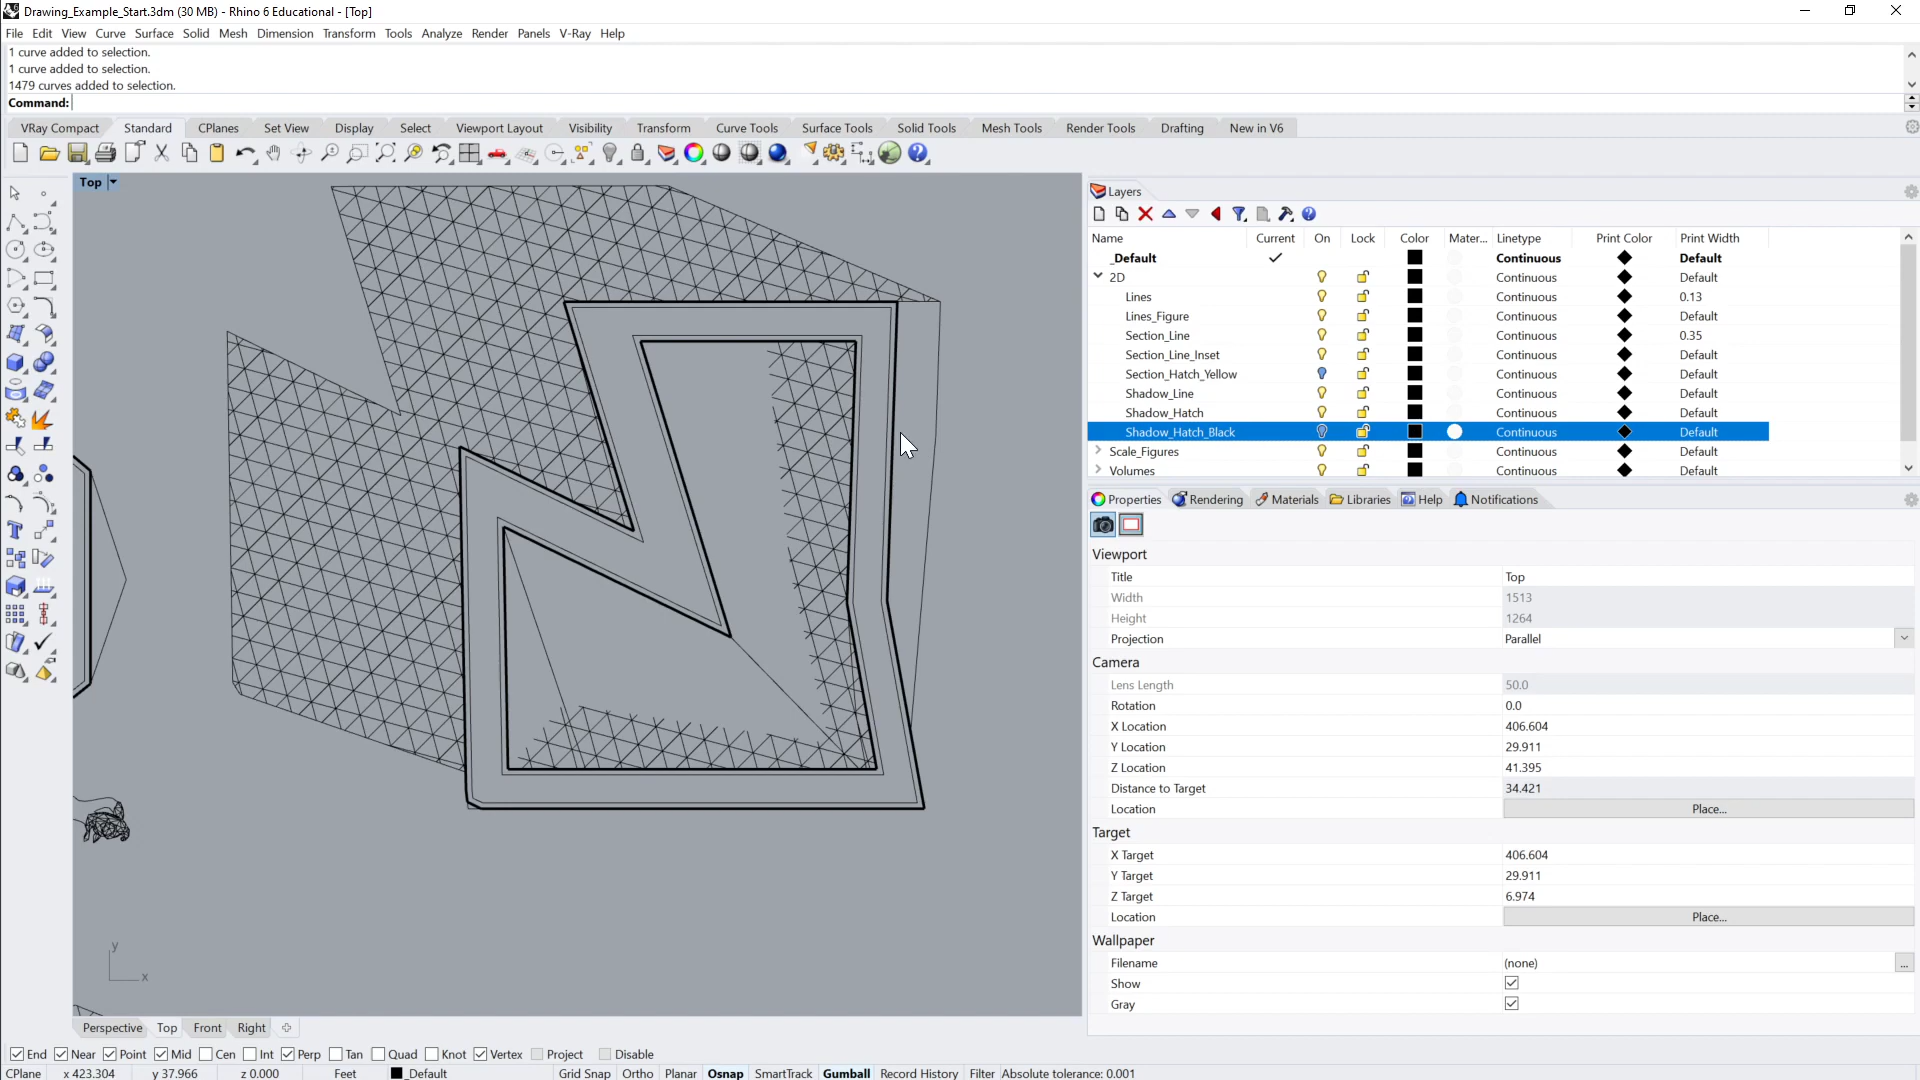 Drawing_Example_Start.3dm (30 MB) - Rhino 6 Educational - [Top]
File Edit View Curve Surface Solid Mesh Dimension Transform Tools Analyze Render Panels V-Ray Help
1 curve added to selection.
1 curve added to selection.
1479 curves added to selection.
Command:
VRay Compact Standard CPlanes Set View Display Select Viewport Layout Visibility Transform Curve Tools Surface Tools Solid Tools Mesh Tools Render Tools Drafting New in V6
Top
Layers
Name Current On Lock Color Mater... Linetype Print Color Print Width
_Default Continuous Default
2D Continuous Default
Lines Continuous 0.13
Lines_Figure Continuous Default
Section_Line Continuous 0.35
Section_Line_Inset Continuous Default
Section_Hatch_Yellow Continuous Default
Shadow_Line Continuous Default
Shadow_Hatch Continuous Default
Shadow_Hatch_Black Continuous Default
Scale_Figures Continuous Default
Volumes Continuous Default
Properties Rendering Materials Libraries Help Notifications
Viewport
Title Top
Width 1513
Height 1264
Projection Parallel
Camera
Lens Length 50.0
Rotation 0.0
X Location 406.604
Y Location 29.911
Z Location 41.395
Distance to Target 34.421
Location Place...
Target
X Target 406.604
Y Target 29.911
Z Target 6.974
Location Place...
Wallpaper
Filename (none) ...
Show
Gray
y
x
Perspective Top Front Right
End Near Point Mid Cen Int Perp Tan Quad Knot Vertex Project Disable
CPlane x 423.304 y 37.966 z 0.000 Feet _Default Grid Snap Ortho Planar Osnap SmartTrack Gumball Record History Filter Absolute tolerance: 0.001